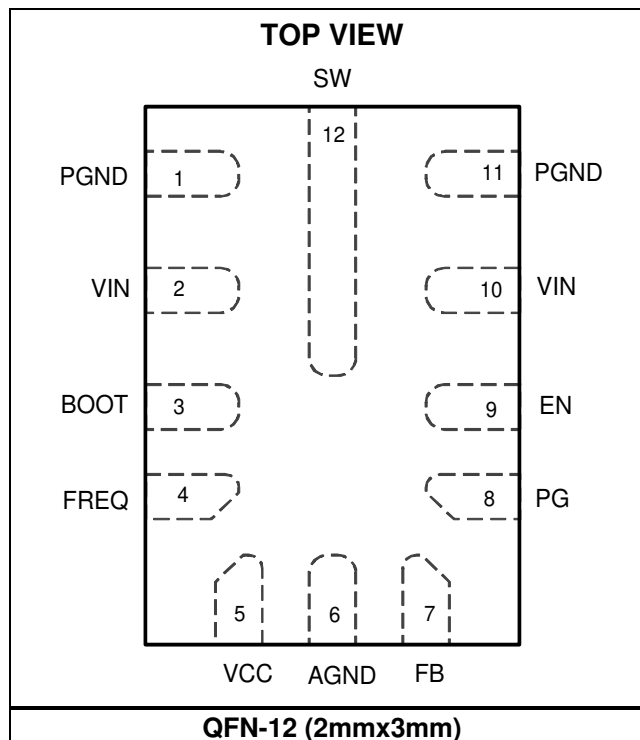 TOP VIEW
SW
12
PGND 1 11 PGND
VIN 2 10 VIN
BOOT 3 9 EN
FREQ 4 8 PG
5 6 7
VCC AGND FB
QFN-12 (2mmx3mm)